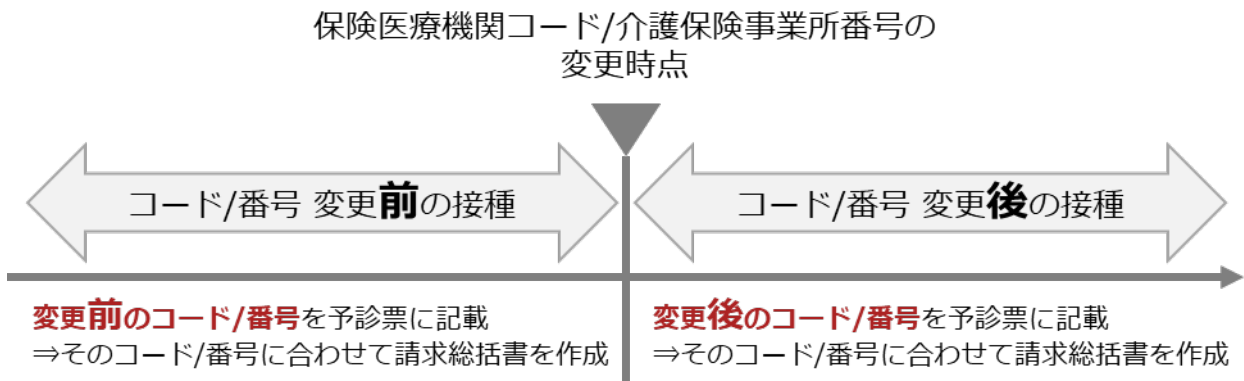 保険医療機関コード/介護保険事業所番号の
変更時点
コード/番号 変更前の接種
コード/番号 変更後の接種
変更前のコード/番号を予診票に記載
⇒そのコード/番号に合わせて請求総括書を作成
変更後のコード/番号を予診票に記載
⇒そのコード/番号に合わせて請求総括書を作成